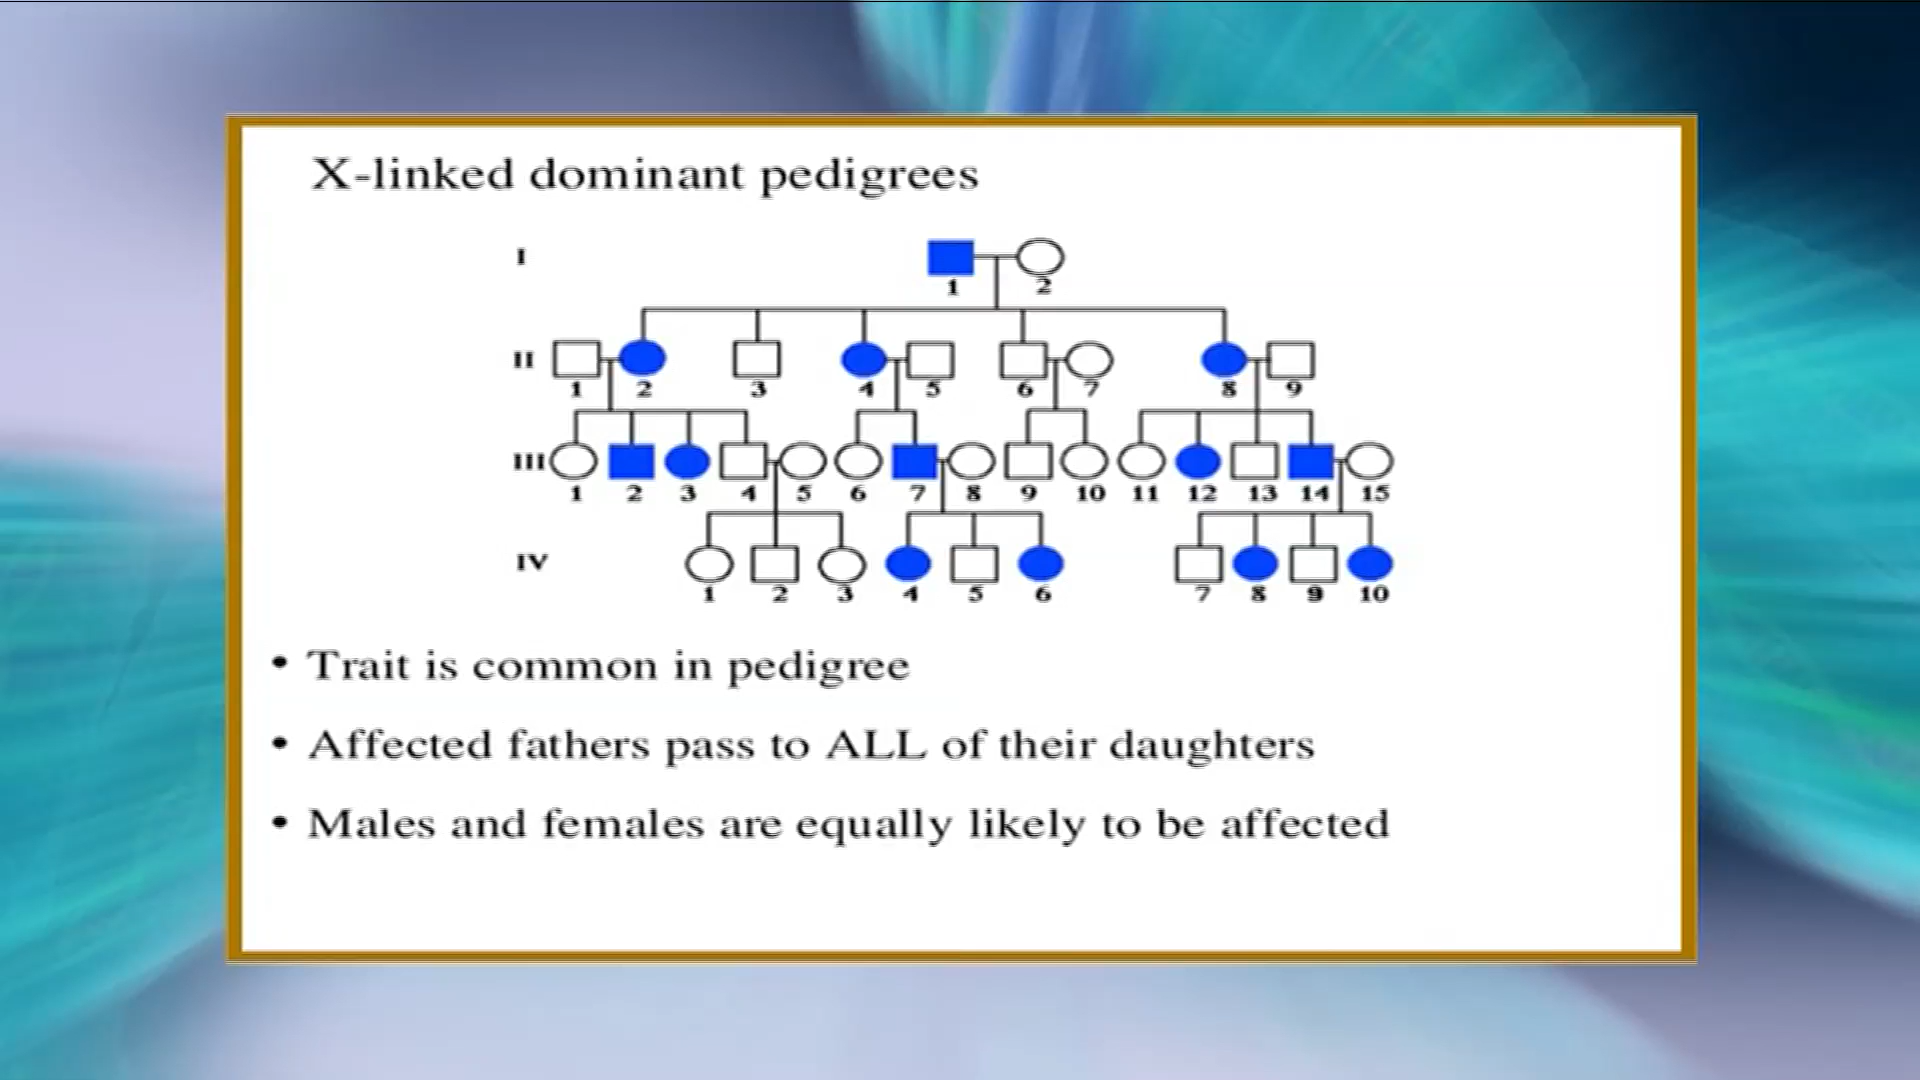 X-linked dominant pedigrees
I
1 2
II
1 2 3 4 5 6 7 8 9
III
1 2 3 4 5 6 7 8 9 10 11 12 13 14 15
IV
1 2 3 4 5 6 7 8 9 10
• Trait is common in pedigree
• Affected fathers pass to ALL of their daughters
• Males and females are equally likely to be affected